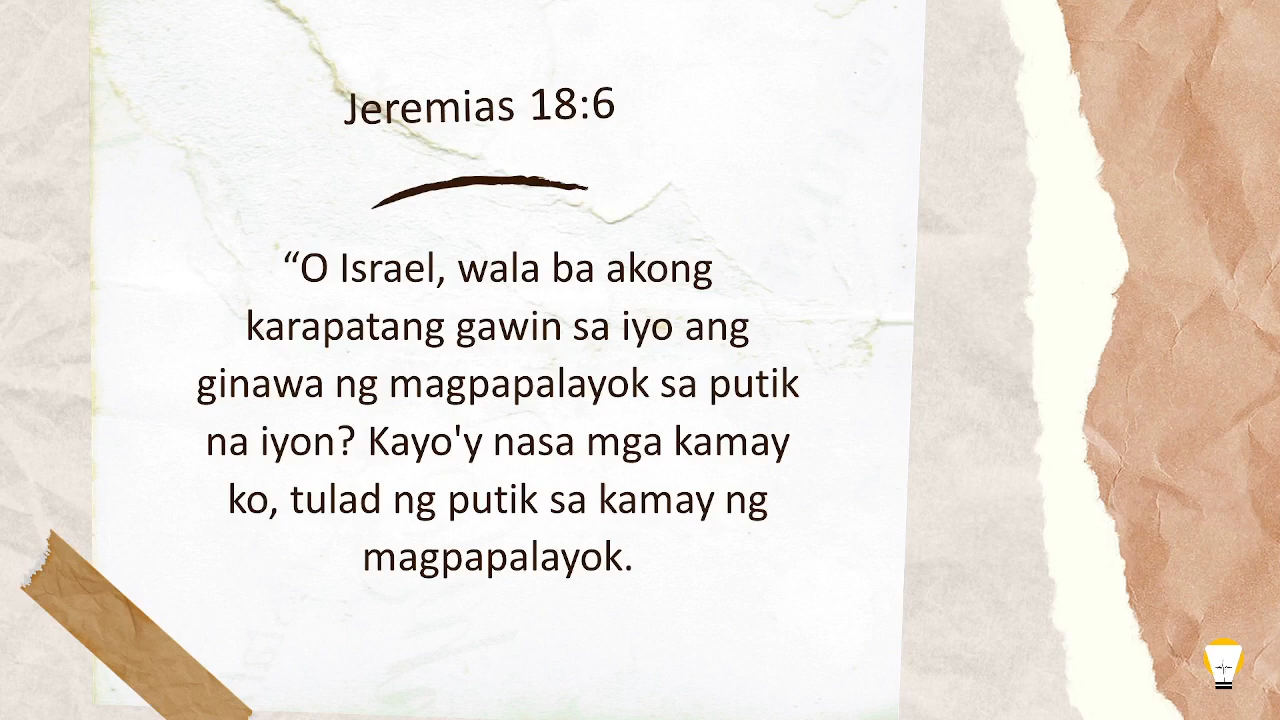 Jeremias 18:6
“O Israel, wala ba akong
karapatang gawin sa iyo ang
ginawa ng magpapalayok sa putik
na iyon? Kayo'y nasa mga kamay
ko, tulad ng putik sa kamay ng
magpapalayok.